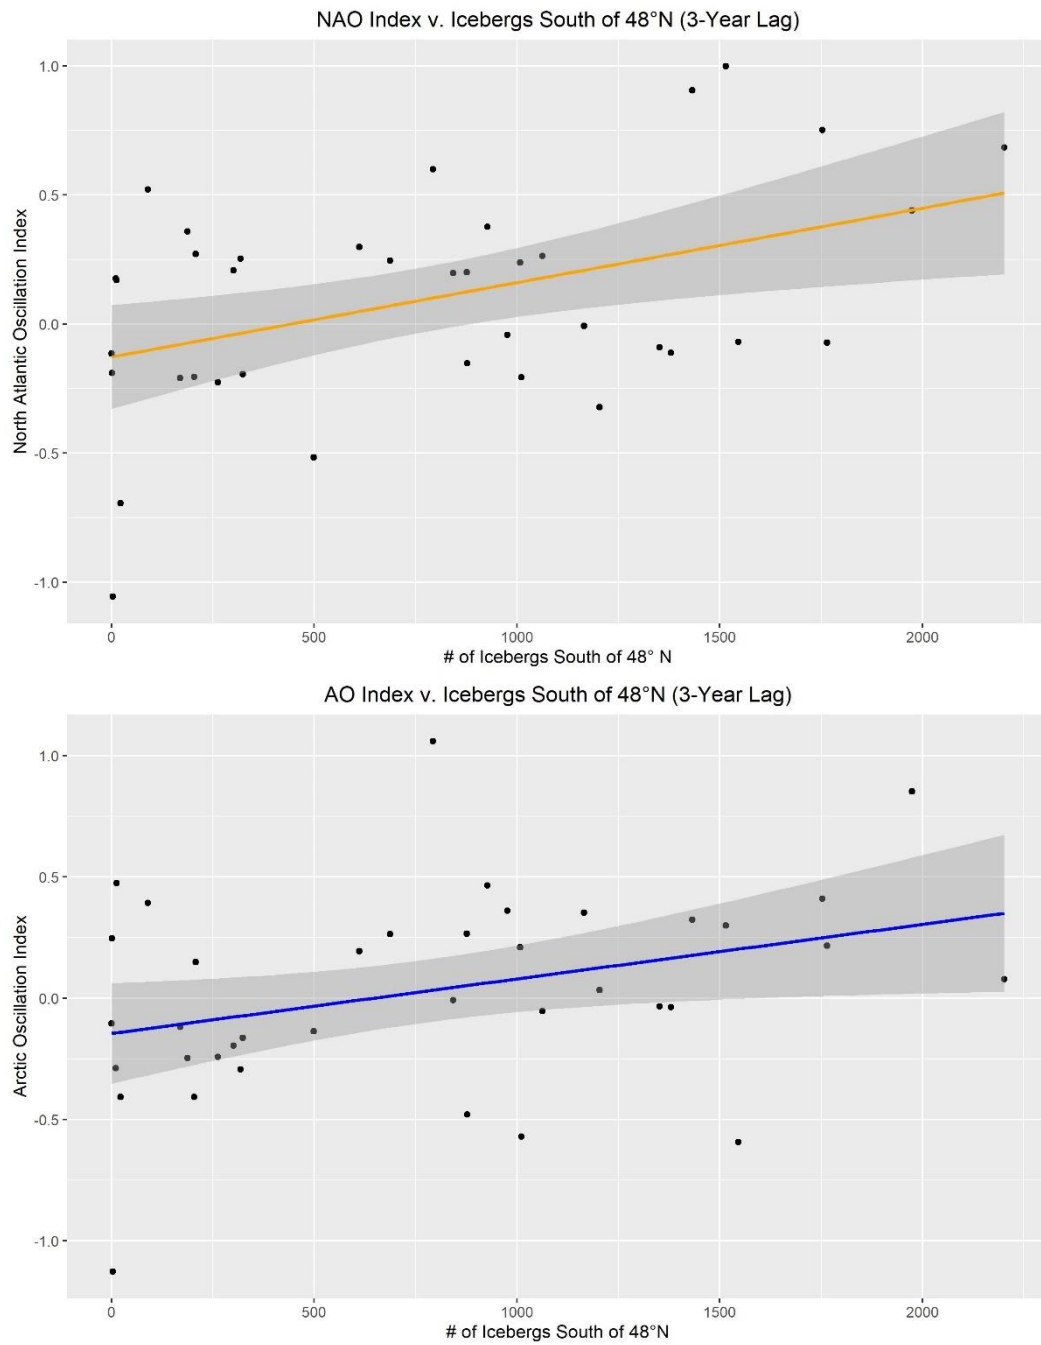 NAO Index v. Icebergs South of 48°N (3-Year Lag)
1.0
0.5
0.0
-0.5
-1.0
North Atlantic Oscillation Index
0 500 1000 1500 2000
# of Icebergs South of 48° N
AO Index v. Icebergs South of 48°N (3-Year Lag)
1.0
0.5
0.0
-0.5
-1.0
Arctic Oscillation Index
0 500 1000 1500 2000
# of Icebergs South of 48°N